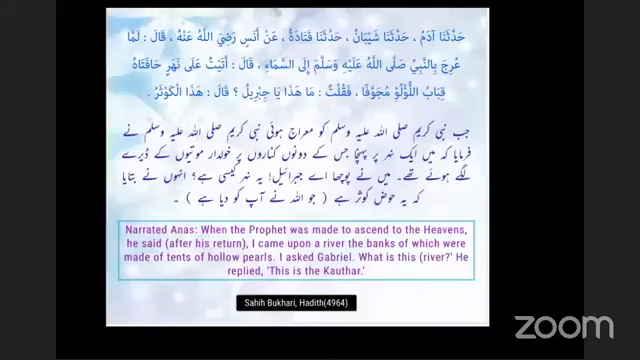 حَدَّثَنَا آدَمُ ، حَدَّثَنَا شَيْبَانُ ، حَدَّثَنَا قَتَادَةُ ، عَنْ أَنَسٍ رَضِيَ اللَّهُ عَنْهُ ، قَالَ : لَمَّا
عُرِجَ بِالنَّبِيِّ صَلَّى اللَّهُ عَلَيْهِ وَسَلَّمَ إِلَى السَّمَاءِ ، قَالَ : أَتَيْتُ عَلَى نَهَرٍ حَافَتَاهُ
قِبَابُ اللُّؤْلُؤِ مُجَوَّفًا ، فَقُلْتُ : مَا هَذَا يَا جِبْرِيلُ ؟ قَالَ : هَذَا الْكَوْثَرُ .
جب نبی کریم صلی اللہ علیہ وسلم کو معراج ہوئی نبی کریم صلی اللہ علیہ وسلم نے
فرمایا کہ میں ایک نہر پر پہنچا جس کے دونوں کناروں پر خولدار موتیوں کے ڈیرے
لگے ہوئے تھے۔ میں نے پوچھا اے جبرائیل! یہ نہر کیسی ہے؟ انہوں نے بتایا
کہ یہ حوض کوثر ہے ( جو اللہ نے آپ کو دیا ہے ) ۔
Narrated Anas: When the Prophet was made to ascend to the Heavens,
he said (after his return), I came upon a river the banks of which were
made of tents of hollow pearls. I asked Gabriel. What is this (river?' He
replied, 'This is the Kauthar.'
Sahih Bukhari, Hadith(4964)
zoom